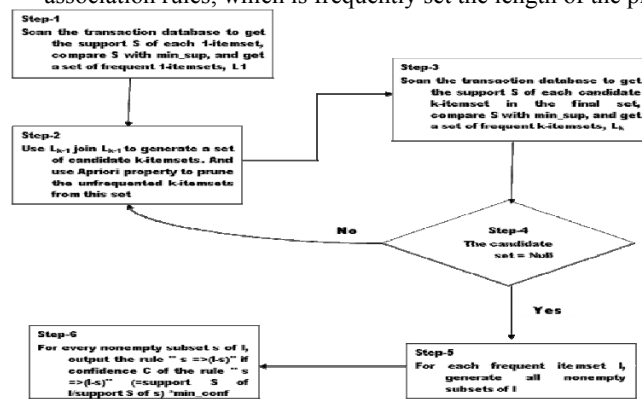 association rules, which is frequently set the length of the p
Step-1
Scan the transaction database to get
the support S of each 1-itemset,
compare S with min_sup, and get
a set of frequent 1-itemsets, L1
Step-2
Use Lk-1 join Lk-1 to generate a set
of candidate k-itemsets. And
use Apriori property to prune
the unfrequented k-itemsets
from this set
Step-3
Scan the transaction database to get
the support S of each candidate
k-itemset in the final set,
compare S with min_sup, and get
a set of frequent k-itemsets, Lk
No
Step-4
The candidate
set = Null
Yes
Step-5
For each frequent itemset I,
generate all nonempty
subsets of I
Step-6
For every nonempty subset s of I,
output the rule " s =>(I-s)" if
confidence C of the rule " s
=>(I-s)" (=support S of
I/support S of s) "min_conf